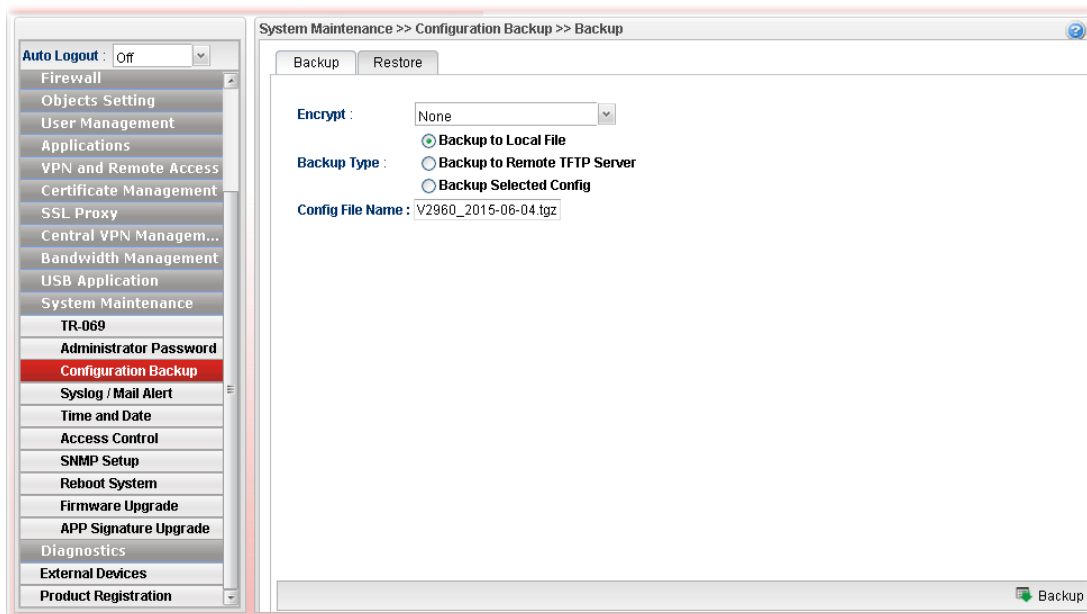 System Maintenance >> Configuration Backup >> Backup
Auto Logout : Off
Firewall
Objects Setting
User Management
Applications
VPN and Remote Access
Certificate Management
SSL Proxy
Central VPN Managem...
Bandwidth Management
USB Application
System Maintenance
TR-069
Administrator Password
Configuration Backup
Syslog / Mail Alert
Time and Date
Access Control
SNMP Setup
Reboot System
Firmware Upgrade
APP Signature Upgrade
Diagnostics
External Devices
Product Registration
Backup Restore
Encrypt : None
Backup Type :
Backup to Local File
Backup to Remote TFTP Server
Backup Selected Config
Config File Name : V2960_2015-06-04.tgz
Backup